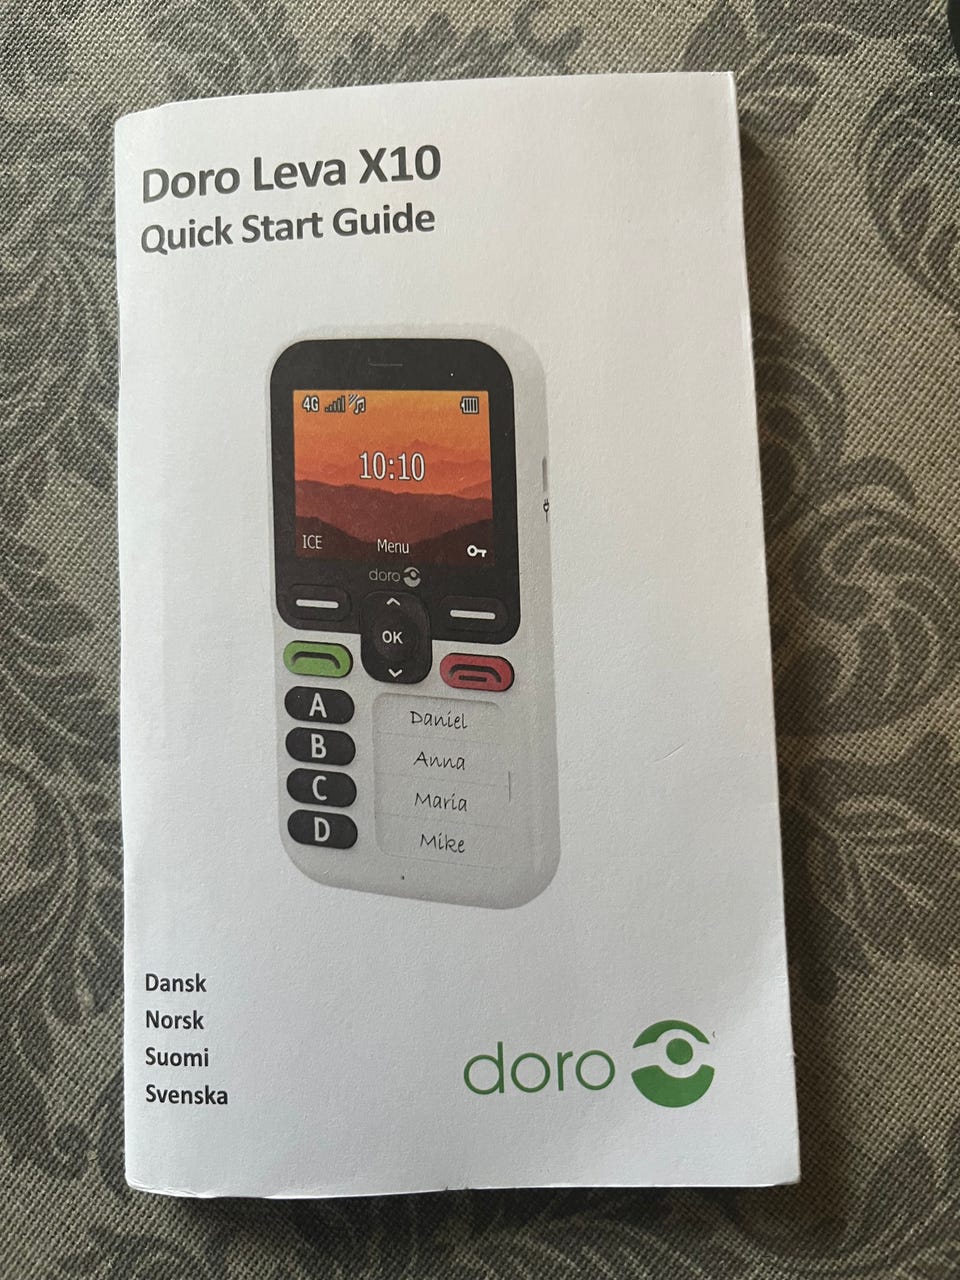 Doro Leva X10
Quick Start Guide
4G
10:10
ICE Menu
doro
OK
A Daniel
B Anna
C Maria
D Mike
Dansk
Norsk
Suomi
Svenska
doro